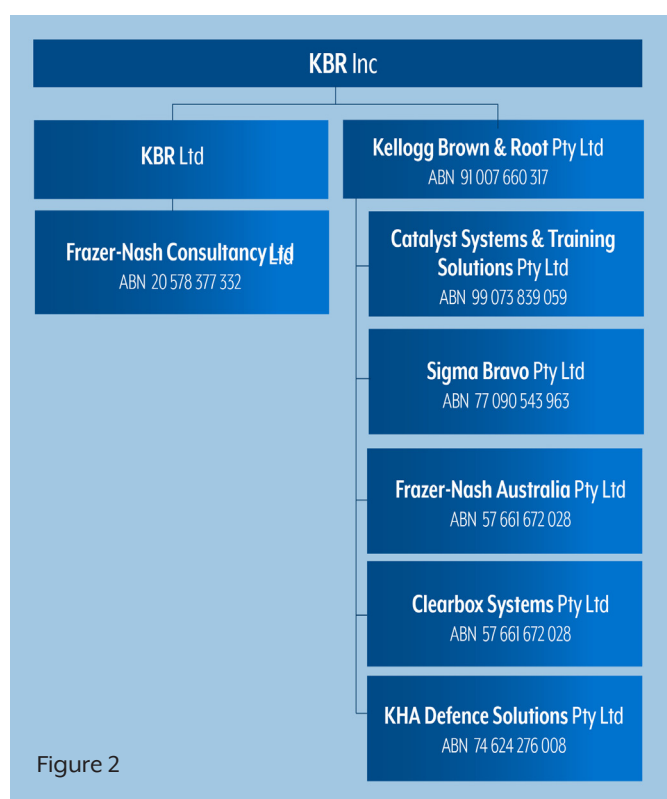 KBR Inc
KBR Ltd
Frazer-Nash Consultancy Ltd
ABN 20 578 377 332
Kellogg Brown & Root Pty Ltd
ABN 91 007 660 317
Catalyst Systems & Training
Solutions Pty Ltd
ABN 99 073 839 059
Sigma Bravo Pty Ltd
ABN 77 090 543 963
Frazer-Nash Australia Pty Ltd
ABN 57 661 672 028
Clearbox Systems Pty Ltd
ABN 57 661 672 028
KHA Defence Solutions Pty Ltd
ABN 74 624 276 008
Figure 2